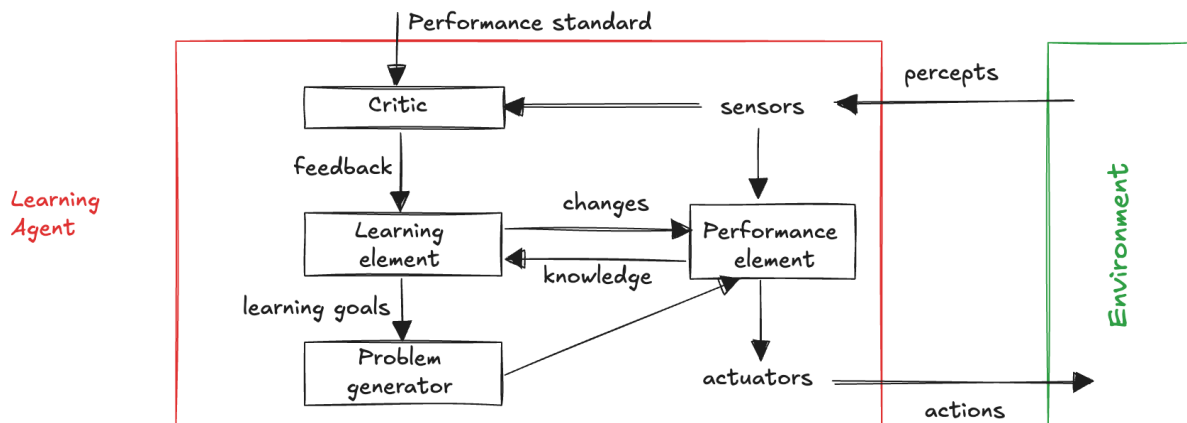 Performance standard
Critic
sensors
percepts
feedback
Learning
Agent
Learning
element
changes
knowledge
Performance
element
Environment
learning goals
Problem
generator
actuators
actions